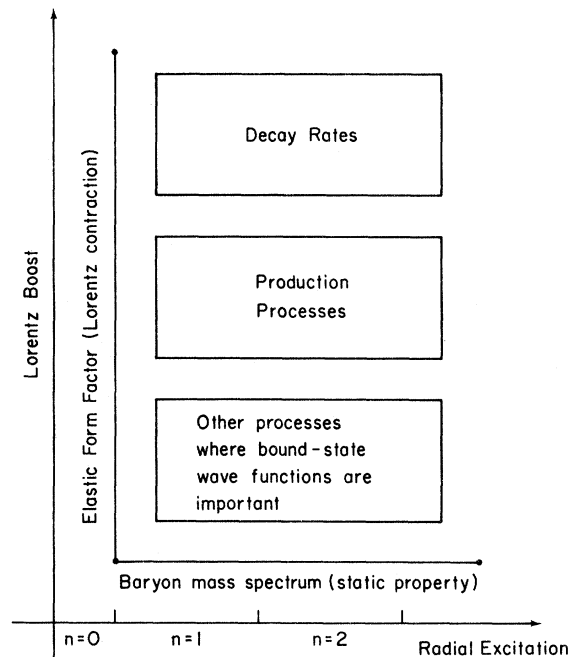 Lorentz Boost
Elastic Form Factor (Lorentz contraction)
Decay Rates
Production
Processes
Other processes
where bound-state
wave functions are
important
Baryon mass spectrum (static property)
n=0
n=1
n=2
Radial Excitation